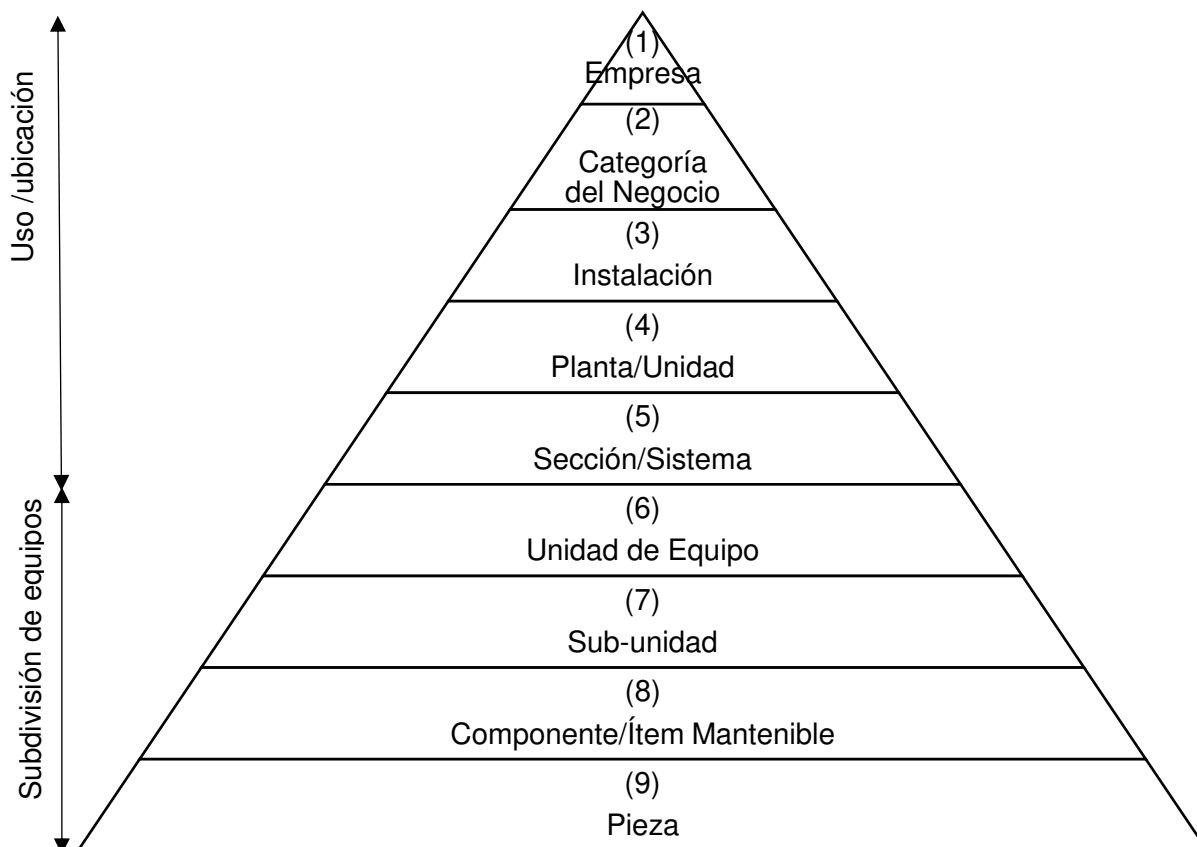 (1)
Empresa
(2)
Categoría
del Negocio
(3)
Instalación
(4)
Planta/Unidad
(5)
Sección/Sistema
(6)
Unidad de Equipo
(7)
Sub-unidad
(8)
Componente/Ítem Mantenible
(9)
Pieza
Uso /ubicación
Subdivisión de equipos